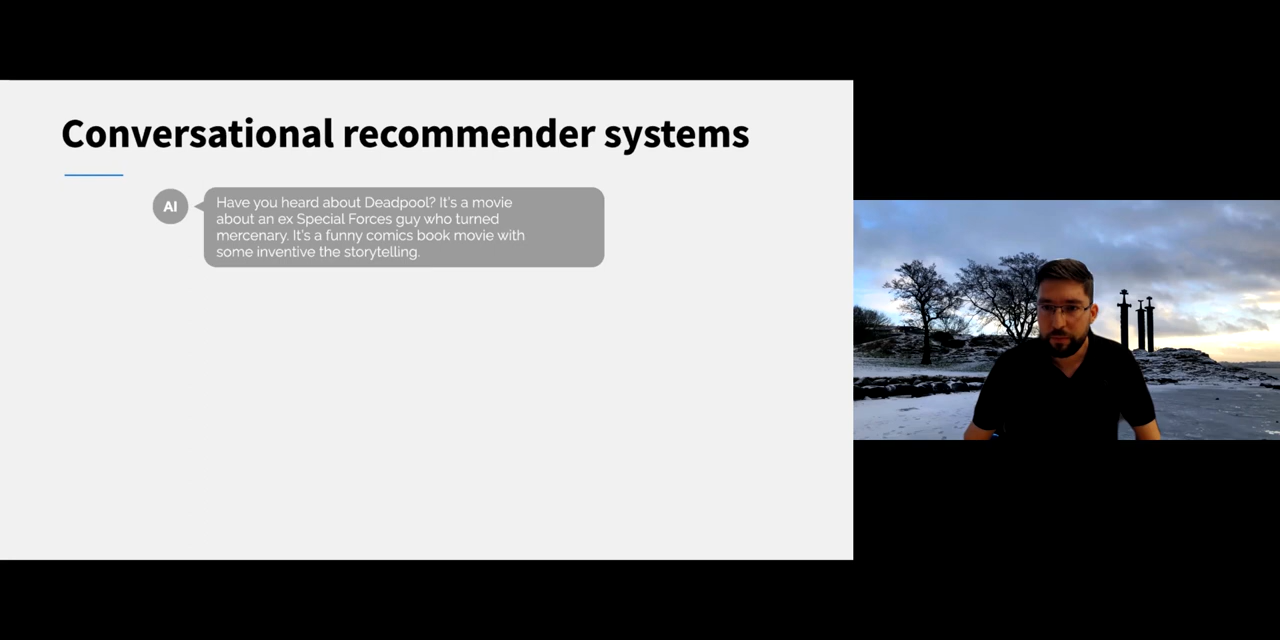 Conversational recommender systems
AI
Have you heard about Deadpool? It's a movie
about an ex Special Forces guy who turned
mercenary. It's a funny comics book movie with
some inventive the storytelling.